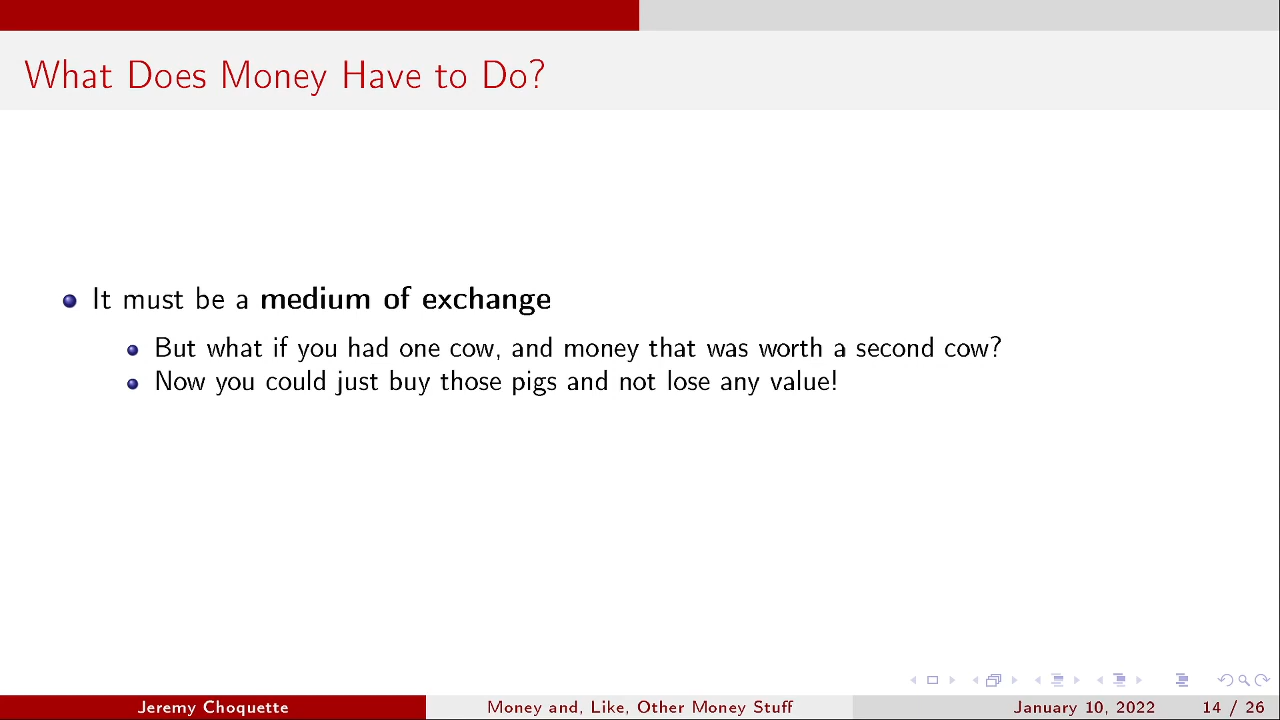 What Does Money Have to Do?
It must be a medium of exchange
But what if you had one cow, and money that was worth a second cow?
Now you could just buy those pigs and not lose any value!
Jeremy Choquette
Money and, Like, Other Money Stuff
January 10, 2022
14 / 26